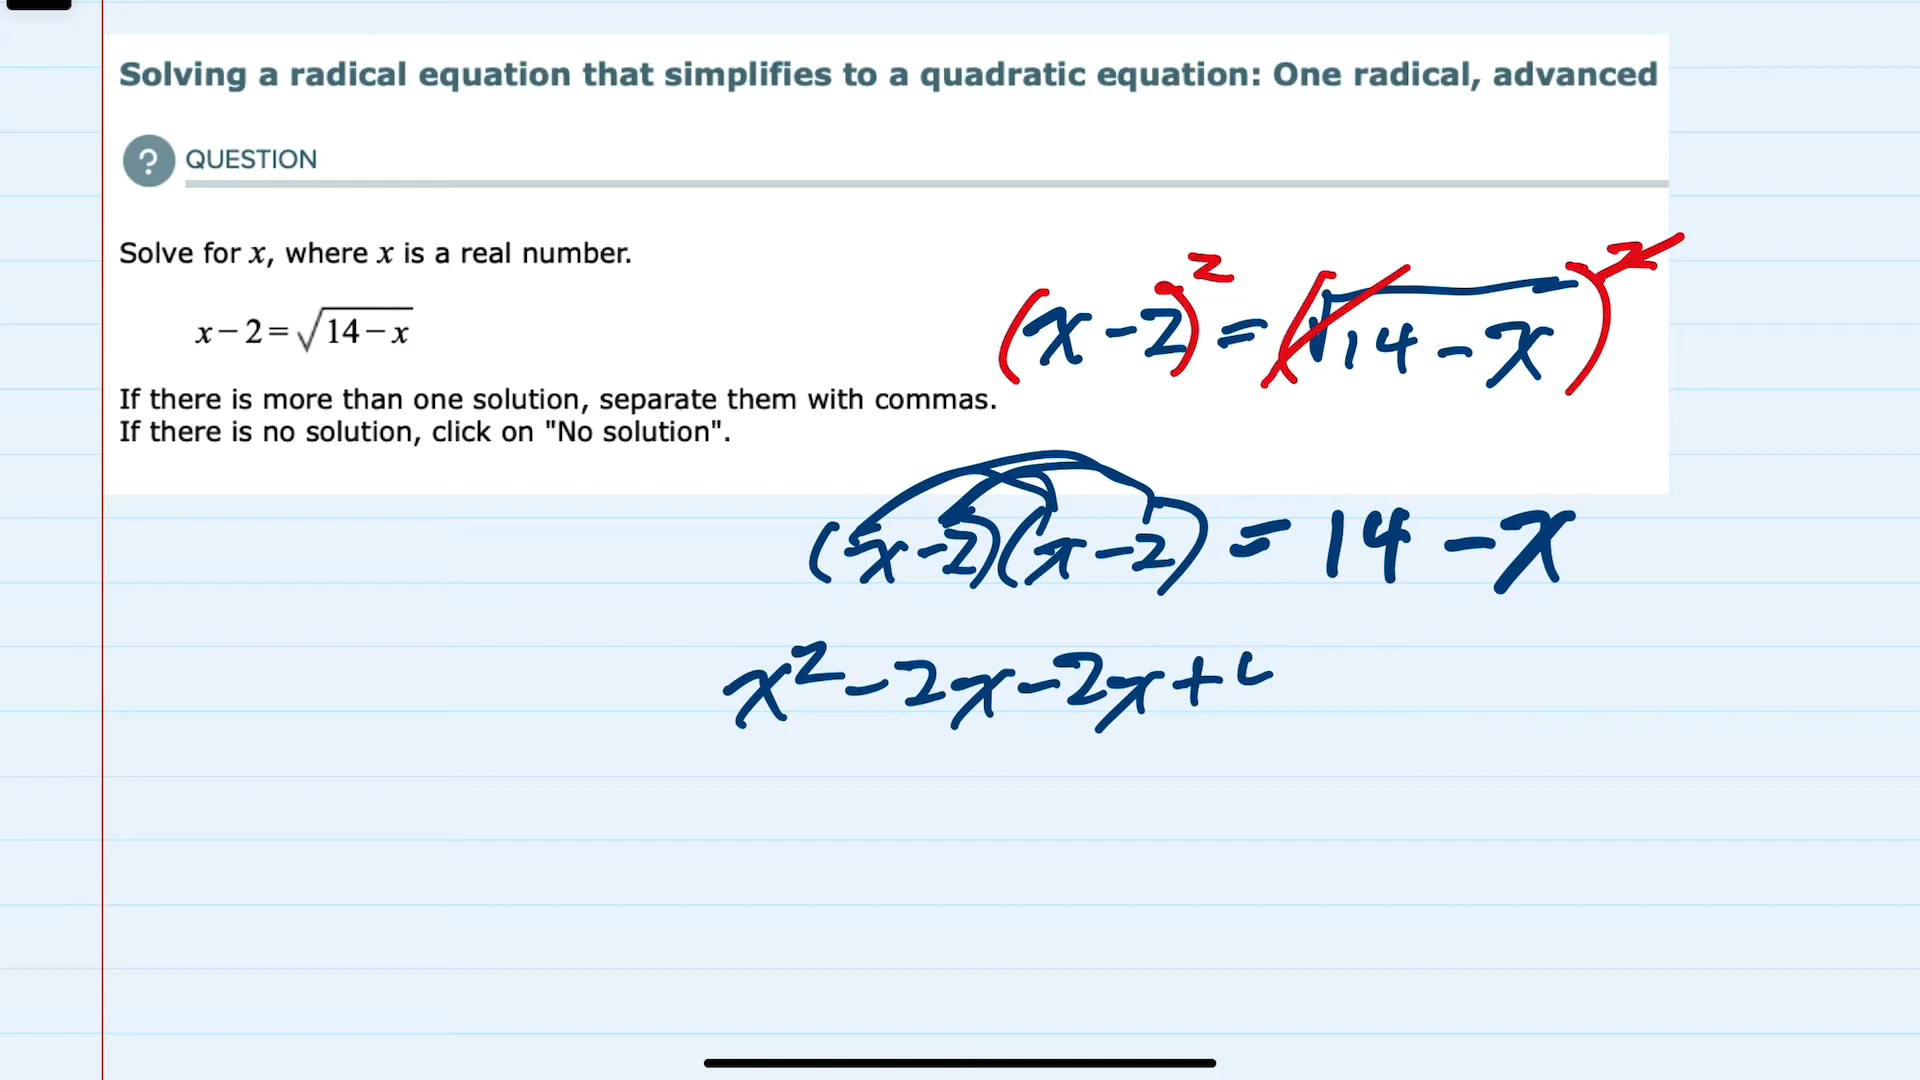 Solving a radical equation that simplifies to a quadratic equation: One radical, advanced
? QUESTION
Solve for x, where x is a real number.
x − 2 = √(14 − x)
(x − 2)² = (√14 − x)²
If there is more than one solution, separate them with commas.
If there is no solution, click on "No solution".
(x − 2)(x − 2) = 14 − x
x² − 2x − 2x +